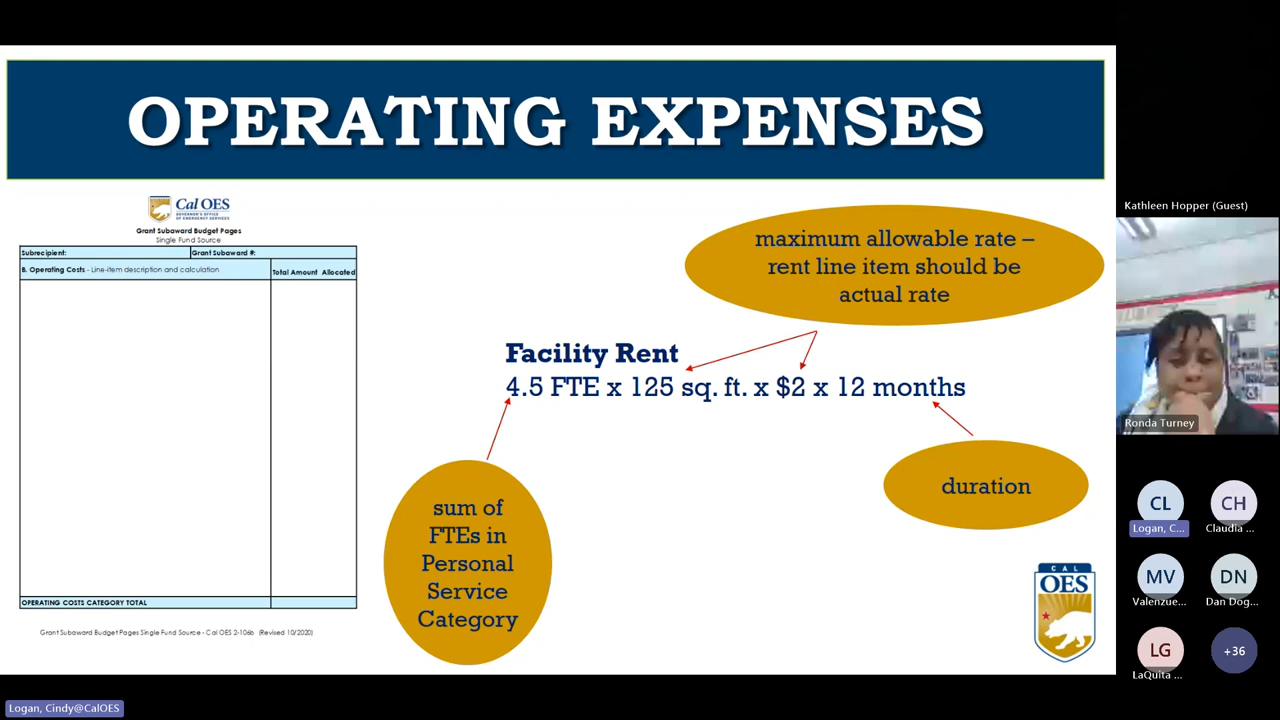 OPERATING EXPENSES
Cal OES
GOVERNOR'S OFFICE
OF EMERGENCY SERVICES
Grant Subaward Budget Pages
Single Fund Source
Subrecipient:
Grant Subaward #:
B. Operating Costs - Line-item description and calculation
Total Amount Allocated
OPERATING COSTS CATEGORY TOTAL
Grant Subaward Budget Pages Single Fund Source - Cal OES 2-106b (Revised 10/2020)
maximum allowable rate –
rent line item should be
actual rate
Facility Rent
4.5 FTE x 125 sq. ft. x $2 x 12 months
sum of
FTEs in
Personal
Service
Category
duration
CAL
OES
Kathleen Hopper (Guest)
Ronda Turney
CL
Logan, C...
CH
Claudia ...
MV
Valenzue...
DN
Dan Dog...
LG
LaQuita ...
+36
Logan, Cindy@CalOES